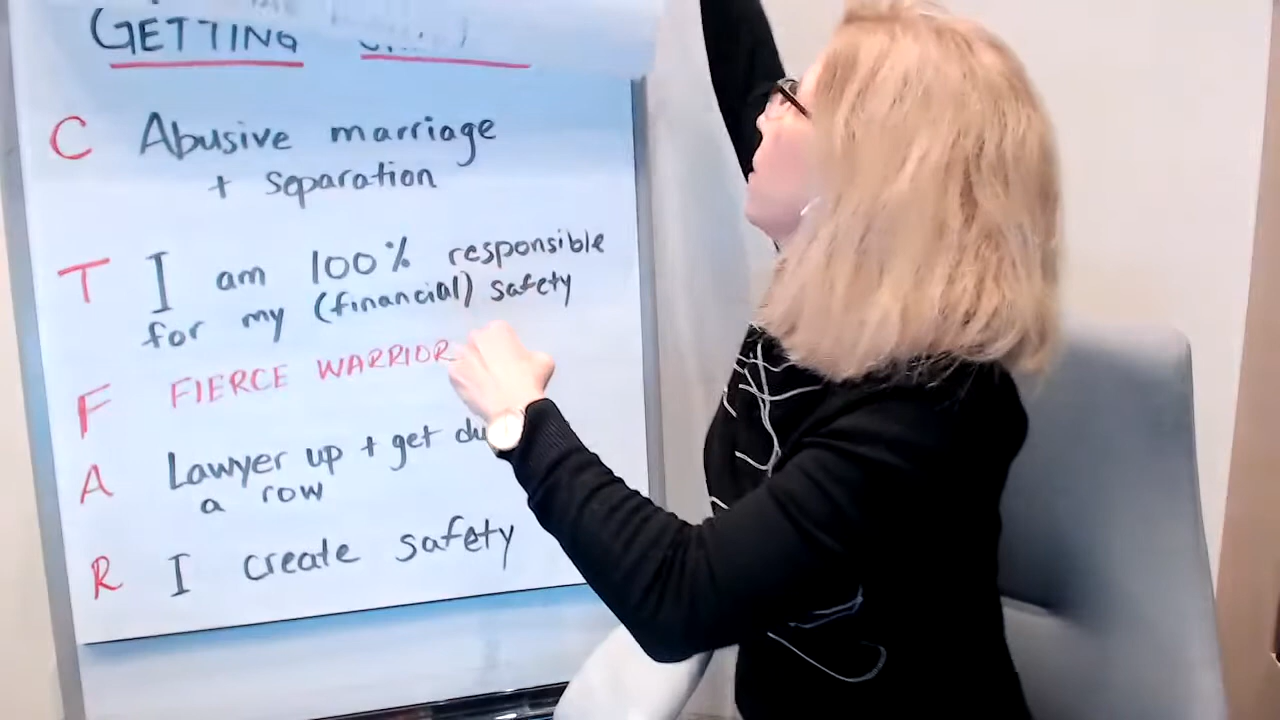 GETTING
C Abusive marriage
+ separation
T I am 100% responsible
for my (financial) safety
F FIERCE WARRIOR
A Lawyer up + get
a row
R I create safety